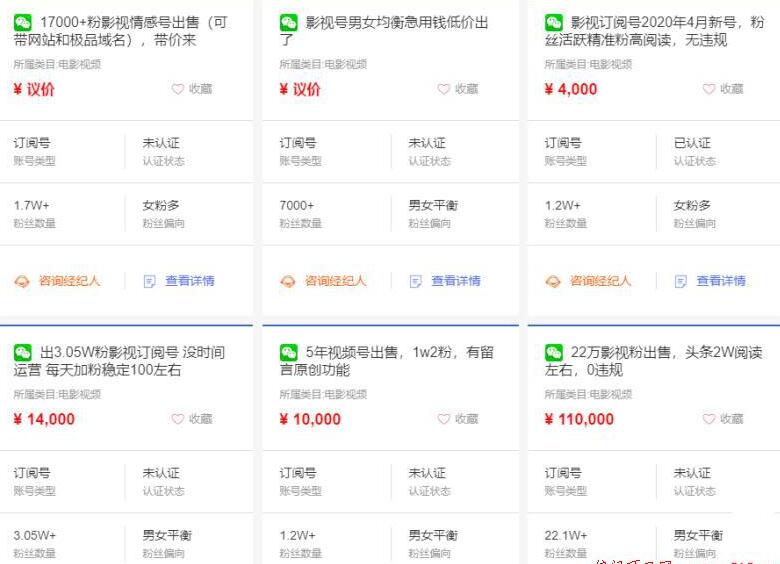 17000+粉影视情感号出售（可
带网站和极品域名），带价来
所属类目:电影视频
¥ 议价
收藏
订阅号
未认证
账号类型
认证状态
1.7W+
女粉多
粉丝数量
粉丝偏向
咨询经纪人
查看详情
影视号男女均衡急用钱低价出
了
所属类目:电影视频
¥ 议价
收藏
订阅号
未认证
账号类型
认证状态
7000+
男女平衡
粉丝数量
粉丝偏向
咨询经纪人
查看详情
影视订阅号2020年4月新号，粉
丝活跃精准粉高阅读，无违规
所属类目:电影视频
¥ 4,000
收藏
订阅号
已认证
账号类型
认证状态
1.2W+
女粉多
粉丝数量
粉丝偏向
咨询经纪人
查看详情
出3.05W粉影视订阅号 没时间
运营 每天加粉稳定100左右
所属类目:电影视频
¥ 14,000
收藏
订阅号
未认证
账号类型
认证状态
3.05W+
男女平衡
粉丝数量
粉丝偏向
5年视频号出售，1w2粉，有留
言原创功能
所属类目:电影视频
¥ 10,000
收藏
订阅号
未认证
账号类型
认证状态
1.2W+
男女平衡
粉丝数量
粉丝偏向
22万影视粉出售，头条2W阅读
左右，0违规
所属类目:电影视频
¥ 110,000
收藏
订阅号
未认证
账号类型
认证状态
22.1W+
男女平衡
粉丝数量
粉丝偏向